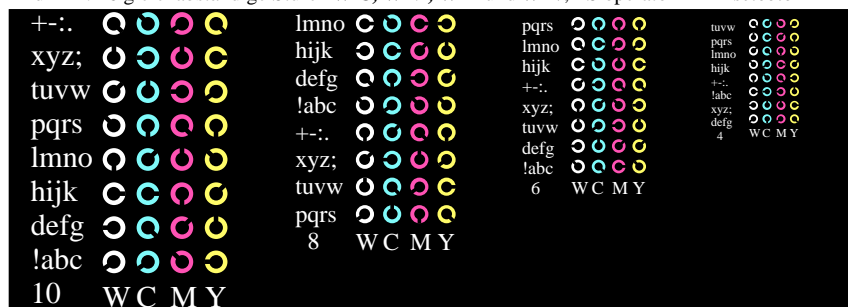 +-:.
xyz;
tuvw
pqrs
lmno
hijk
defg
!abc
10 W C M Y
lmno
hijk
defg
!abc
+-:.
xyz;
tuvw
pqrs
8 W C M Y
pqrs
lmno
hijk
+-:.
xyz;
tuvw
defg
!abc
6 W C M Y
tuvw
pqrs
lmno
hijk
+-:.
!abc
xyz;
defg
4 W C M Y